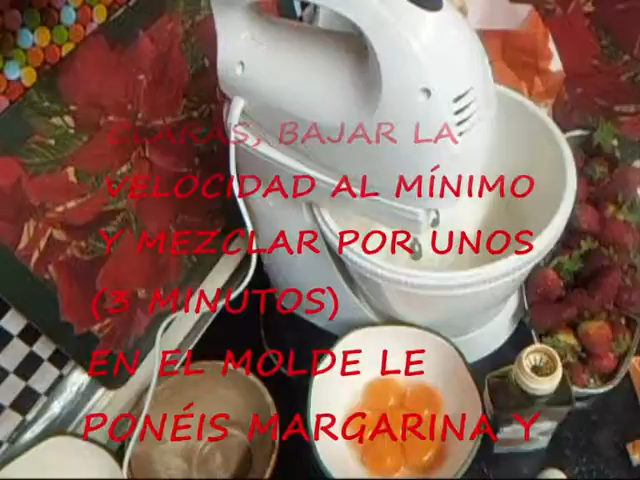 CLARAS, BAJAR LA
VELOCIDAD AL MÍNIMO
Y MEZCLAR POR UNOS
(3 MINUTOS)
EN EL MOLDE LE
PONÉIS MARGARINA Y